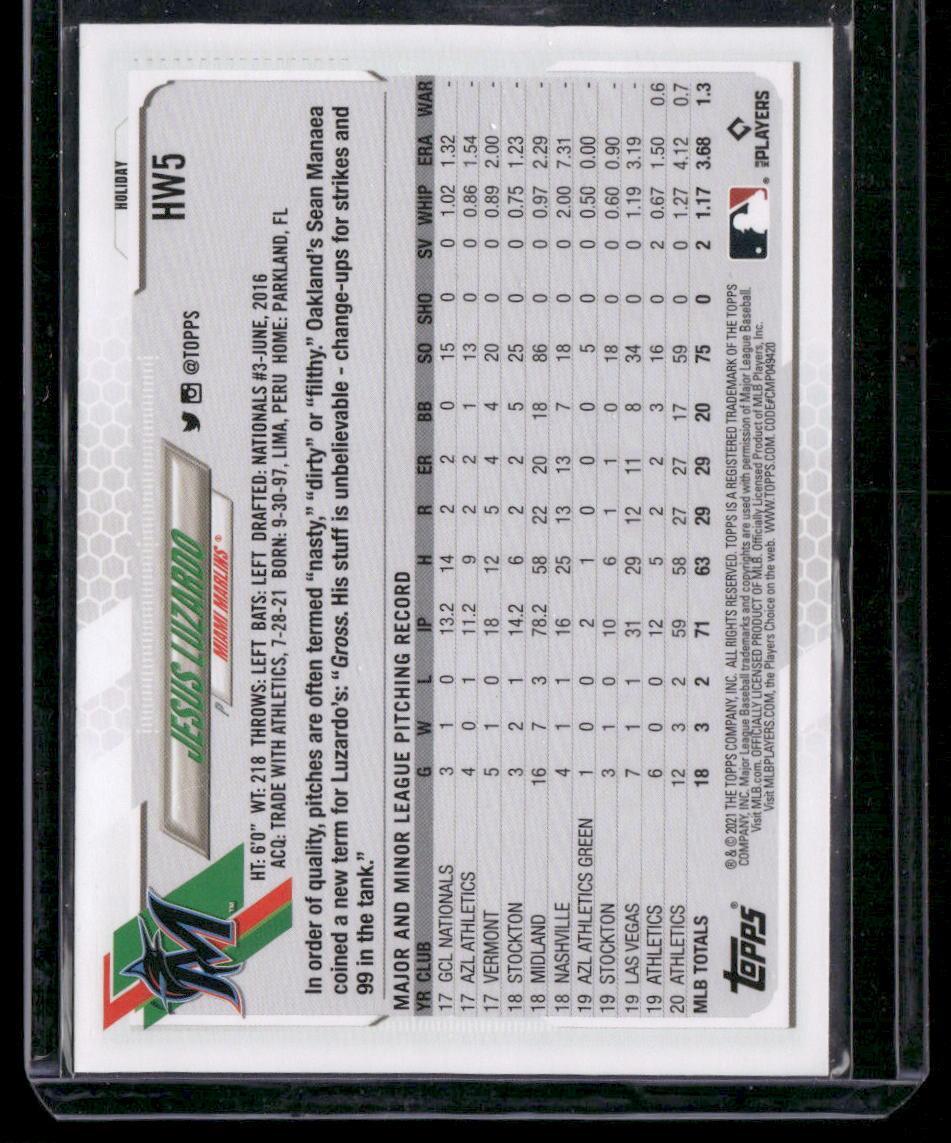 HOLIDAY
HW5
JESUS LUZARDO
P MIAMI MARLINS®
@TOPPS
HT: 6'0" WT: 218 THROWS: LEFT BATS: LEFT DRAFTED: NATIONALS #3-JUNE, 2016
ACQ: TRADE WITH ATHLETICS, 7-28-21 BORN: 9-30-97, LIMA, PERU HOME: PARKLAND, FL
M ™
In order of quality, pitches are often termed “nasty,” “dirty” or “filthy.” Oakland's Sean Manaea
coined a new term for Luzardo's: “Gross. His stuff is unbelievable - change-ups for strikes and
99 in the tank.”
MAJOR AND MINOR LEAGUE PITCHING RECORD
YR CLUB G W L IP H R ER BB SO SHO SV WHIP ERA WAR
17 GCL NATIONALS 3 1 0 13.2 14 2 2 0 15 0 0 1.02 1.32 -
17 AZL ATHLETICS 4 0 1 11.2 9 2 2 1 13 0 0 0.86 1.54 -
17 VERMONT 5 1 0 18 12 5 4 4 20 0 0 0.89 2.00 -
18 STOCKTON 3 2 1 14.2 6 2 2 5 25 0 0 0.75 1.23 -
18 MIDLAND 16 7 3 78.2 58 22 20 18 86 0 0 0.97 2.29 -
18 NASHVILLE 4 1 1 16 25 13 13 7 18 0 0 2.00 7.31 -
19 AZL ATHLETICS GREEN 1 0 0 2 1 0 0 0 5 0 0 0.50 0.00 -
19 STOCKTON 3 1 0 10 6 1 1 0 18 0 0 0.60 0.90 -
19 LAS VEGAS 7 1 1 31 29 12 11 8 34 0 0 1.19 3.19 -
19 ATHLETICS 6 0 0 12 5 2 2 3 16 0 2 0.67 1.50 0.6
20 ATHLETICS 12 3 2 59 58 27 27 17 59 0 0 1.27 4.12 0.7
MLB TOTALS 18 3 2 71 63 29 29 20 75 0 2 1.17 3.68 1.3
topps®
® & © 2021 THE TOPPS COMPANY, INC. ALL RIGHTS RESERVED. TOPPS IS A REGISTERED TRADEMARK OF THE TOPPS
COMPANY, INC. Major League Baseball trademarks and copyrights are used with permission of Major League Baseball.
Visit MLB.com. OFFICIALLY LICENSED PRODUCT OF MLB. Officially Licensed Product of MLB Players, Inc.
Visit MLBPLAYERS.COM, the Players Choice on the web. WWW.TOPPS.COM. CODE#CMP049420
®
MLB PLAYERS